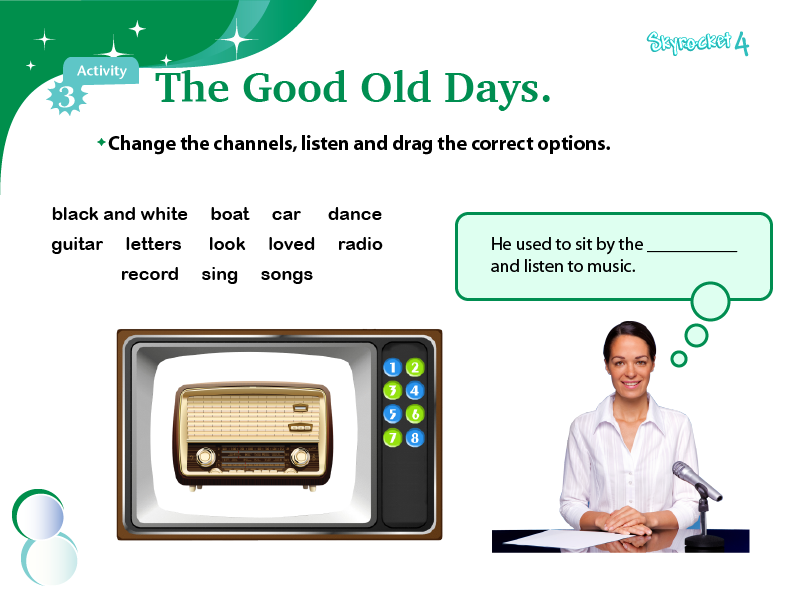 Skyrocket 4
Activity
3
The Good Old Days.
Change the channels, listen and drag the correct options.
black and white boat car dance
guitar letters look loved radio
record sing songs
He used to sit by the __________
and listen to music.
1 2
3 4
5 6
7 8